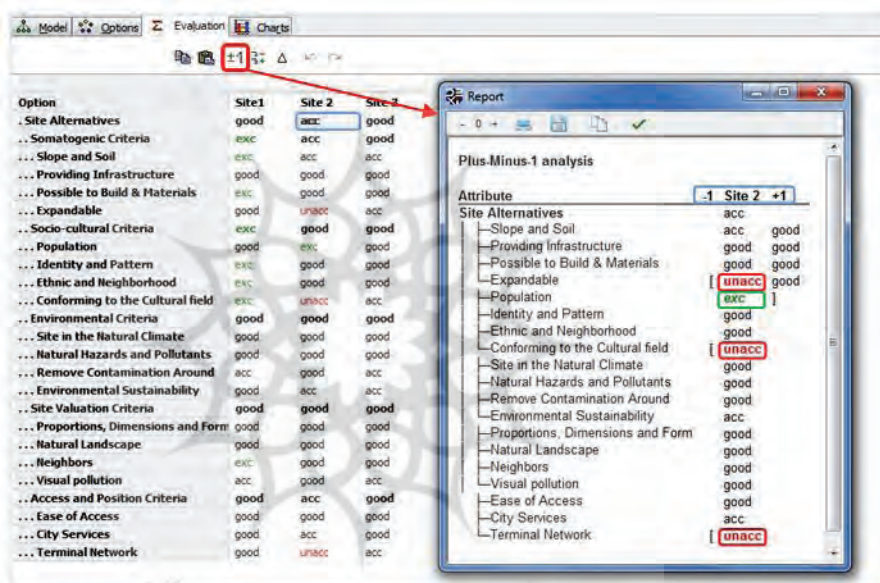 Model Options Σ Evaluation Charts
±1 Δ
Option Site1 Site 2 Site 3
. Site Alternatives good acc good
. . Somatogenic Criteria exc acc good
. . . Slope and Soil exc acc acc
. . . Providing Infrastructure good good good
. . . Possible to Build & Materials exc good good
. . . Expandable good unacc acc
. . Socio-cultural Criteria exc good good
. . . Population good exc good
. . . Identity and Pattern exc good good
. . . Ethnic and Neighborhood exc good good
. . . Conforming to the Cultural field exc unacc acc
. . Environmental Criteria good good good
. . . Site in the Natural Climate good good good
. . . Natural Hazards and Pollutants good good good
. . . Remove Contamination Around acc good acc
. . . Environmental Sustainability good acc acc
. . Site Valuation Criteria good good good
. . . Proportions, Dimensions and Form good good good
. . . Natural Landscape good good good
. . . Neighbors exc good good
. . . Visual pollution acc good acc
. . Access and Position Criteria good acc good
. . . Ease of Access good good good
. . . City Services good acc good
. . . Terminal Network good unacc acc
Report
- 0 +
Plus-Minus-1 analysis
Attribute -1 Site 2 +1
Site Alternatives acc
Slope and Soil acc good
Providing Infrastructure good good
Possible to Build & Materials good good
Expandable [ unacc good
Population exc ]
Identity and Pattern good
Ethnic and Neighborhood good
Conforming to the Cultural field [ unacc
Site in the Natural Climate good
Natural Hazards and Pollutants good
Remove Contamination Around good
Environmental Sustainability acc
Proportions, Dimensions and Form good
Natural Landscape good
Neighbors good
Visual pollution good
Ease of Access good
City Services acc
Terminal Network [ unacc